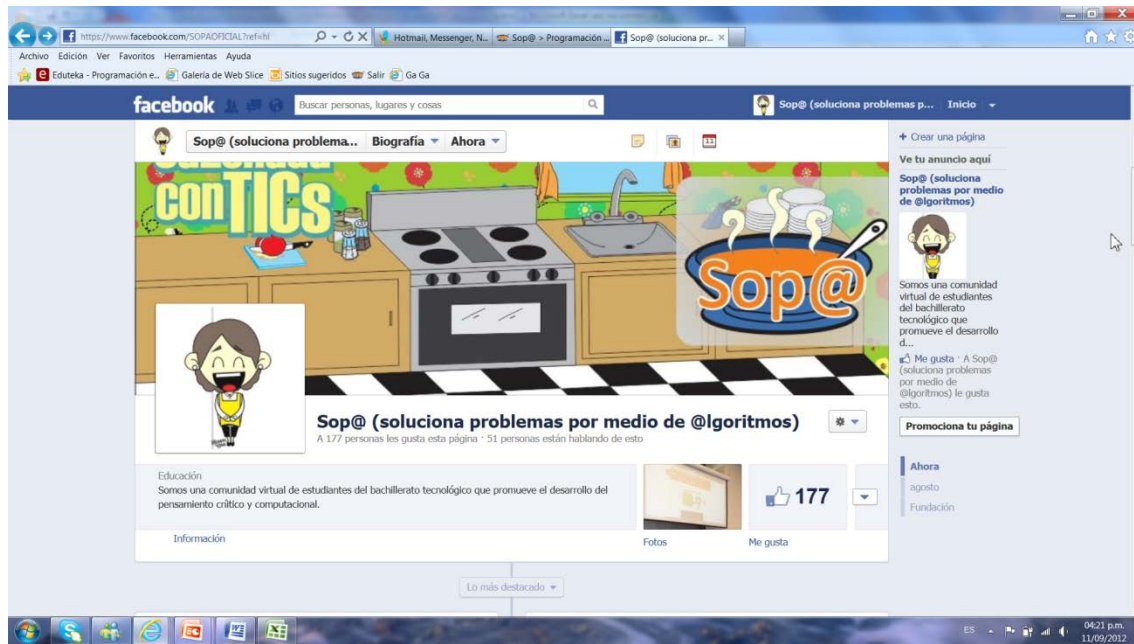 https://www.facebook.com/SOPAOFICIAL?ref=hl
Hotmail, Messenger, N...
Sop@ > Programación ...
Sop@ (soluciona pr...
Archivo Edición Ver Favoritos Herramientas Ayuda
Eduteka - Programación e...
Galería de Web Slice
Sitios sugeridos
Salir
Ga Ga
facebook
Buscar personas, lugares y cosas
Sop@ (soluciona problemas p...
Inicio
Sop@ (soluciona problema...
Biografía
Ahora
conTICs
Sop@
Sop@ (soluciona problemas por medio de @lgoritmos)
A 177 personas les gusta esta página · 51 personas están hablando de esto
Educación
Somos una comunidad virtual de estudiantes del bachillerato tecnológico que promueve el desarrollo del
pensamiento crítico y computacional.
Información
Fotos
177
Me gusta
Lo más destacado
+ Crear una página
Ve tu anuncio aquí
Sop@ (soluciona
problemas por medio
de @lgoritmos)
Somos una comunidad
virtual de estudiantes
del bachillerato
tecnológico que
promueve el desarrollo
d...
Me gusta · A Sop@
(soluciona problemas
por medio de
@lgoritmos) le gusta
esto.
Promociona tu página
Ahora
agosto
Fundación
ES
04:21 p.m.
11/09/2012